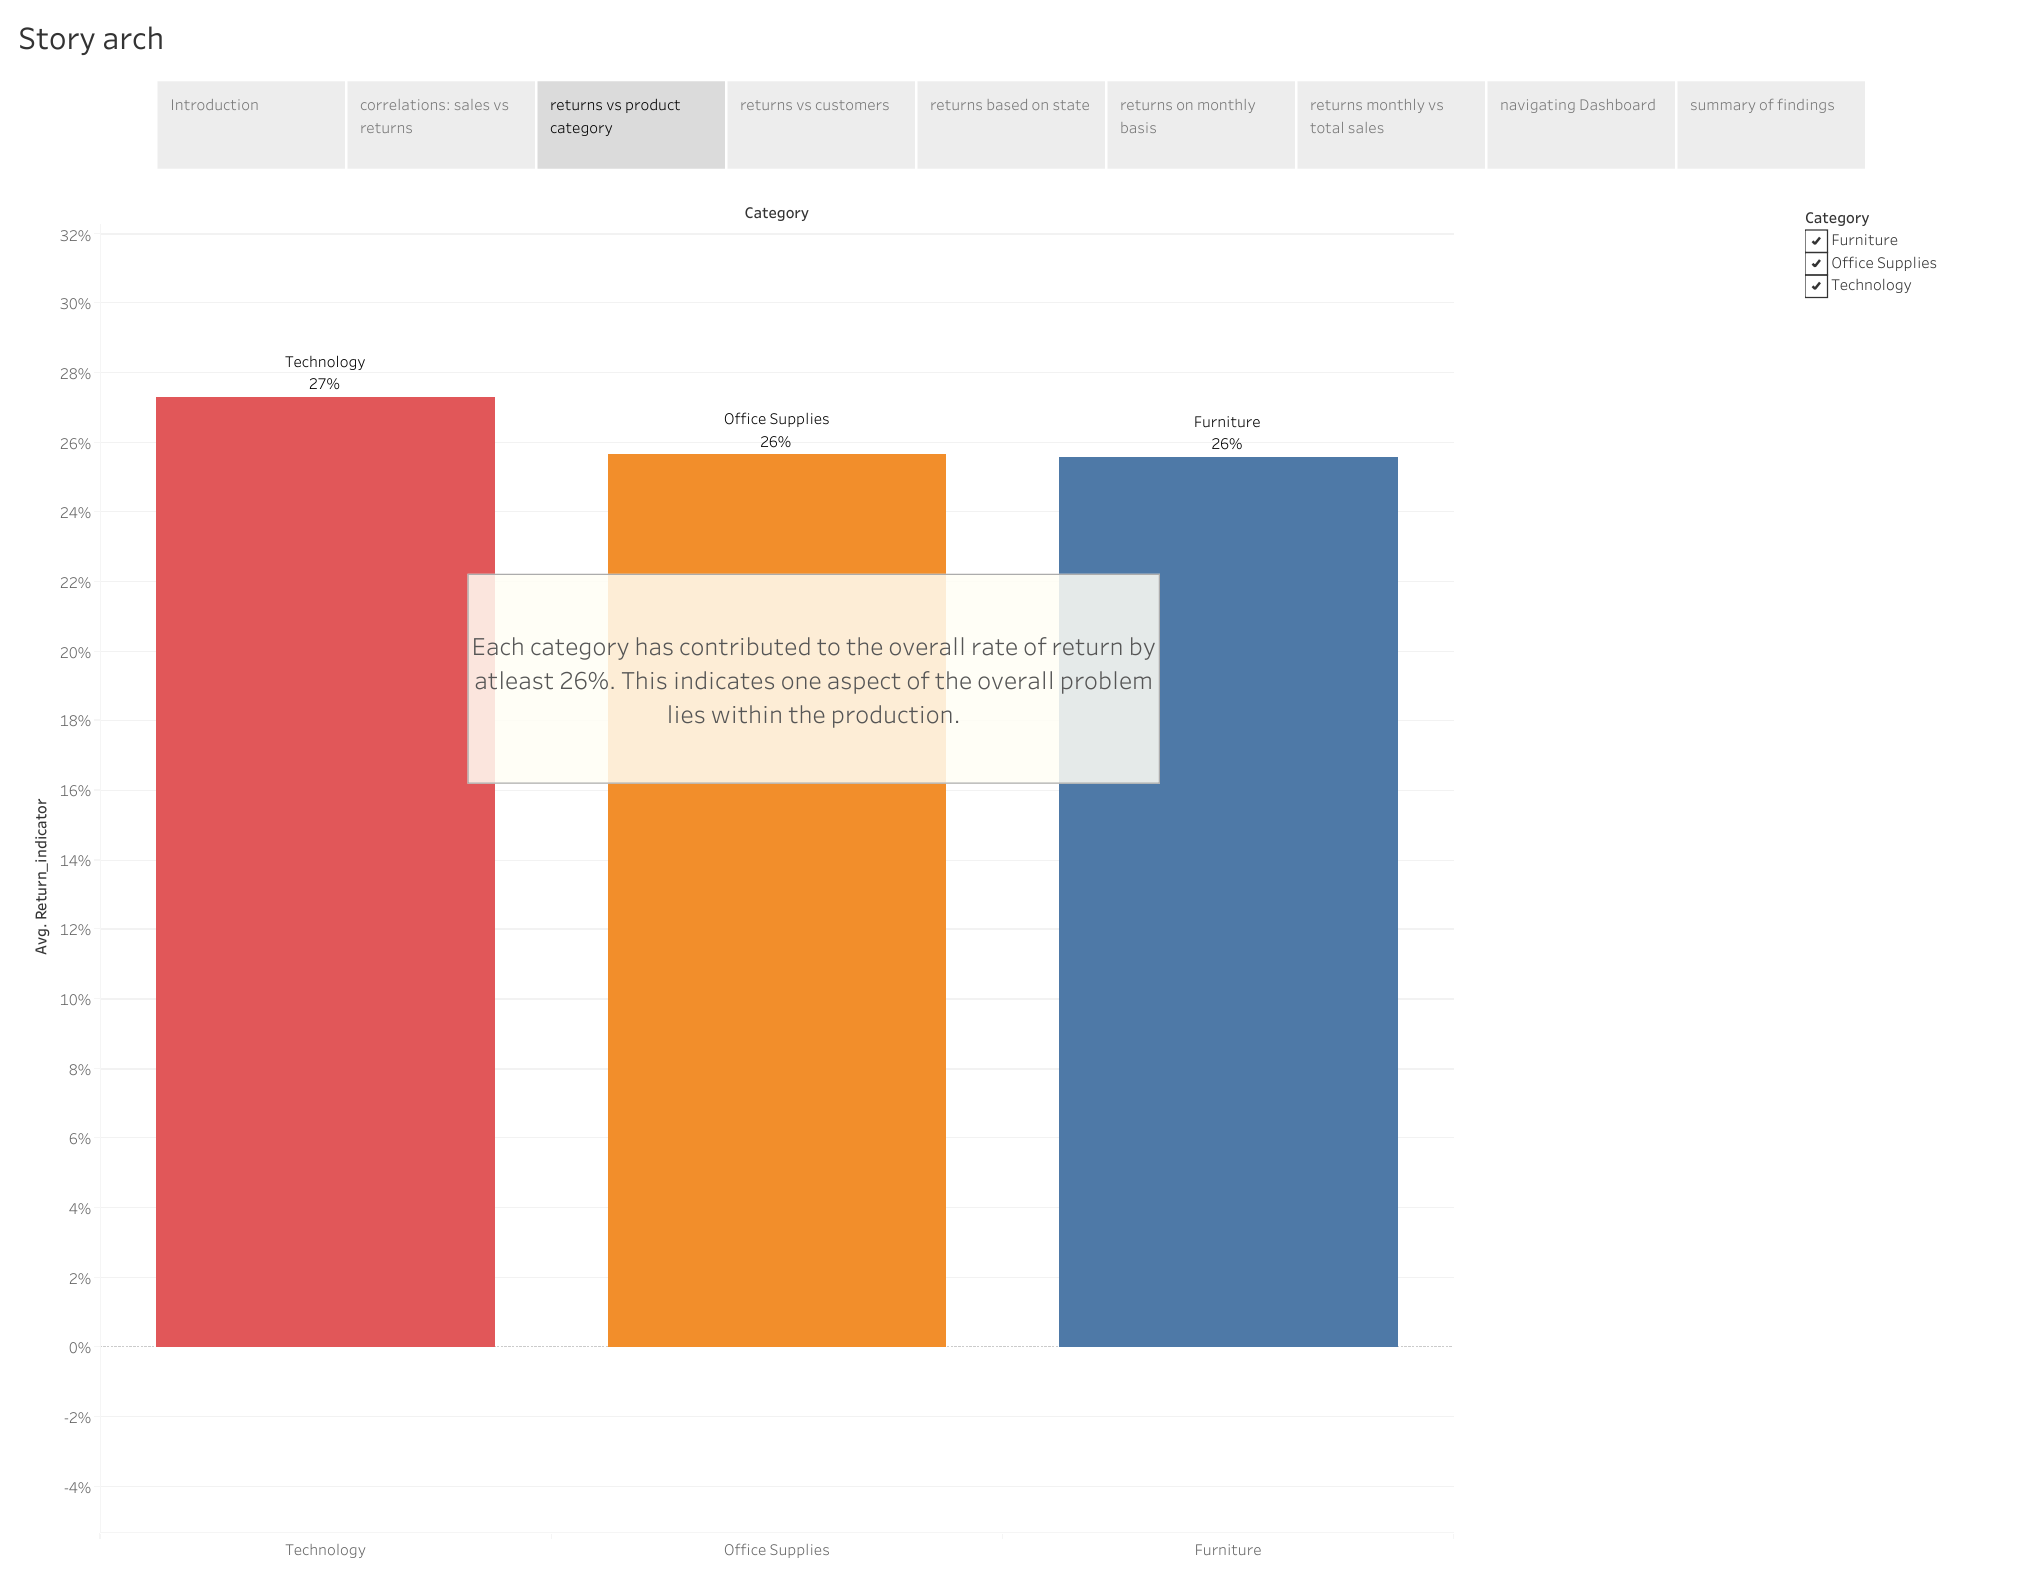 Story arch
Introduction
correlations: sales vs
returns
returns vs product
category
returns vs customers
returns based on state
returns on monthly
basis
returns monthly vs
total sales
navigating Dashboard
summary of findings
Category
Category
Furniture
Office Supplies
Technology
32%
30%
28%
26%
24%
22%
20%
18%
16%
14%
12%
10%
8%
6%
4%
2%
0%
-2%
-4%
Avg. Return_indicator
Technology
27%
Office Supplies
26%
Furniture
26%
Each category has contributed to the overall rate of return by
atleast 26%. This indicates one aspect of the overall problem
lies within the production.
Technology
Office Supplies
Furniture